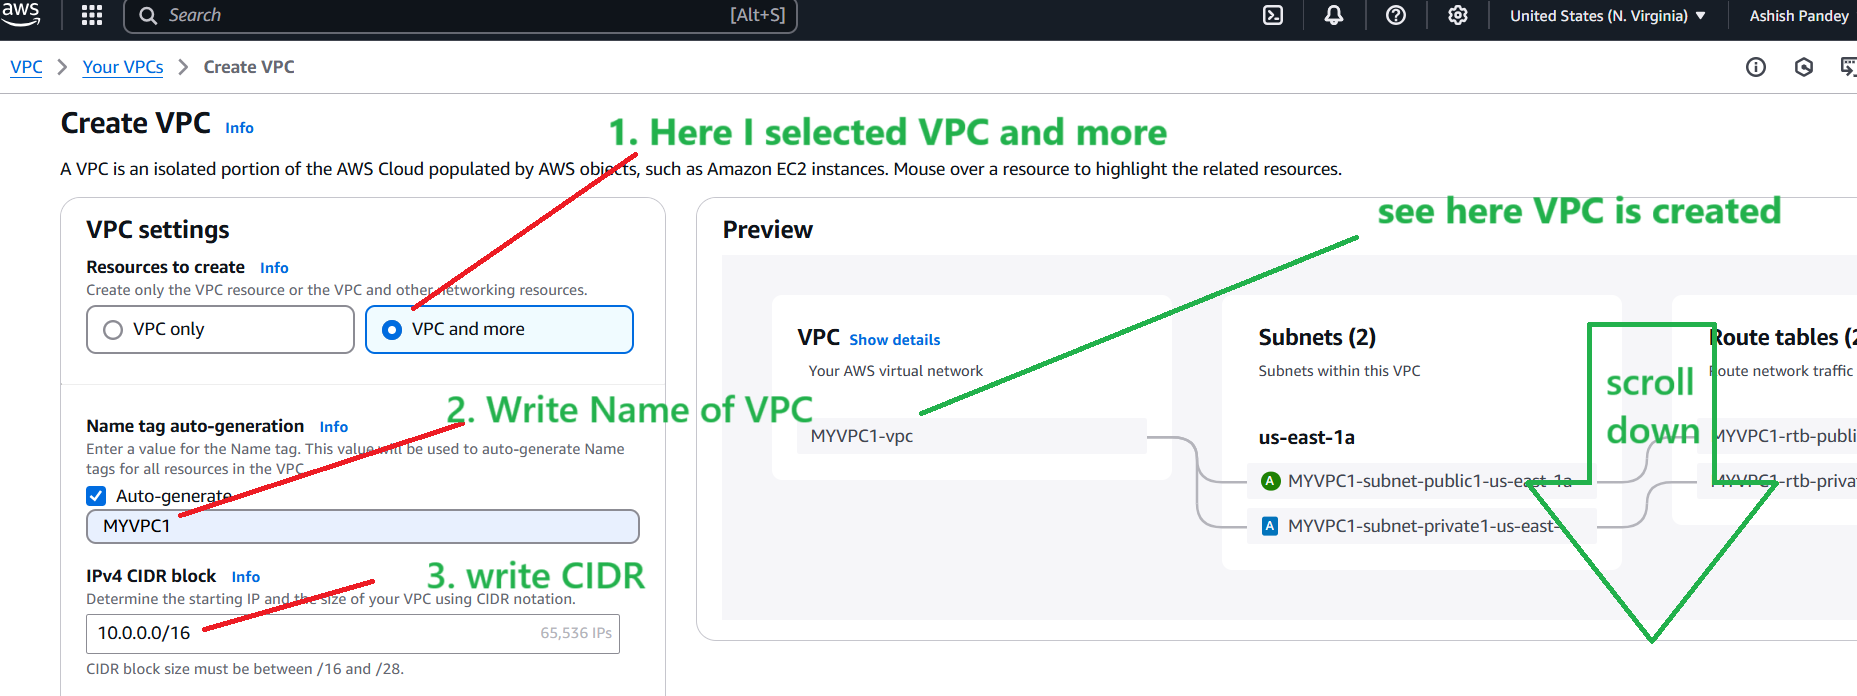 aws
Search [Alt+S]
United States (N. Virginia) ▼
Ashish Pandey
VPC > Your VPCs > Create VPC
Create VPC Info
1. Here I selected VPC and more
A VPC is an isolated portion of the AWS Cloud populated by AWS objects, such as Amazon EC2 instances. Mouse over a resource to highlight the related resources.
see here VPC is created
VPC settings
Resources to create Info
Create only the VPC resource or the VPC and other networking resources.
VPC only
VPC and more
2. Write Name of VPC
Name tag auto-generation Info
Enter a value for the Name tag. This value will be used to auto-generate Name
tags for all resources in the VPC.
Auto-generate
MYVPC1
3. write CIDR
IPv4 CIDR block Info
Determine the starting IP and the size of your VPC using CIDR notation.
10.0.0.0/16
65,536 IPs
CIDR block size must be between /16 and /28.
Preview
VPC Show details
Your AWS virtual network
MYVPC1-vpc
Subnets (2)
Subnets within this VPC
us-east-1a
A MYVPC1-subnet-public1-us-east-1a
A MYVPC1-subnet-private1-us-east-
Route tables (2
Route network traffic
MYVPC1-rtb-publi
MYVPC1-rtb-priva
scroll
down